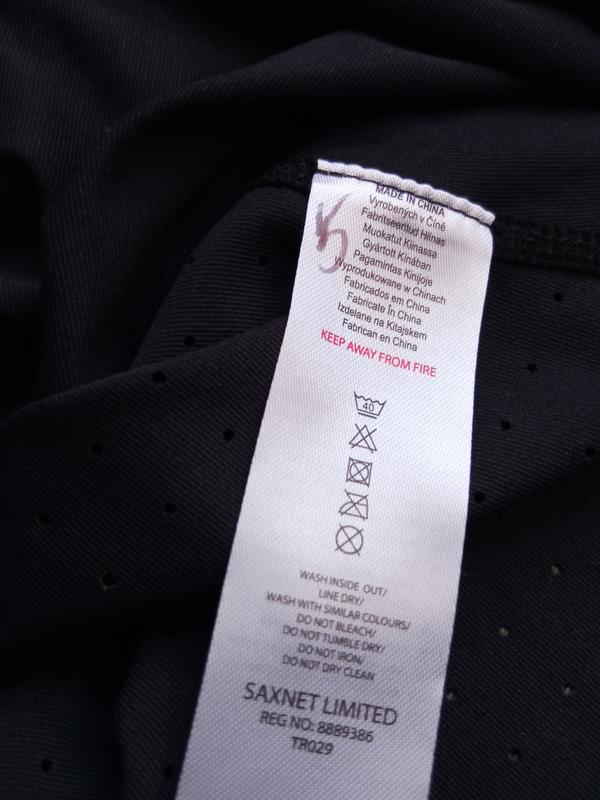 MADE IN CHINA
Vyrobených v Číně
Fabritseeritud Hiinas
Muokatut Kiinassa
Gyártott Kínában
Pagamintas Kinijoje
Wyprodukowane w Chinach
Fabricados em China
Fabricate în China
Izdelane na Kitajskem
Fabrican en China
KEEP AWAY FROM FIRE
40
WASH INSIDE OUT/
LINE DRY/
WASH WITH SIMILAR COLOURS/
DO NOT BLEACH/
DO NOT TUMBLE DRY/
DO NOT IRON/
DO NOT DRY CLEAN
SAXNET LIMITED
REG NO: 8889386
TR029